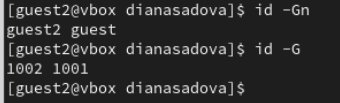 [guest2@vbox dianasadova]$ id -Gn
guest2 guest
[guest2@vbox dianasadova]$ id -G
1002 1001
[guest2@vbox dianasadova]$